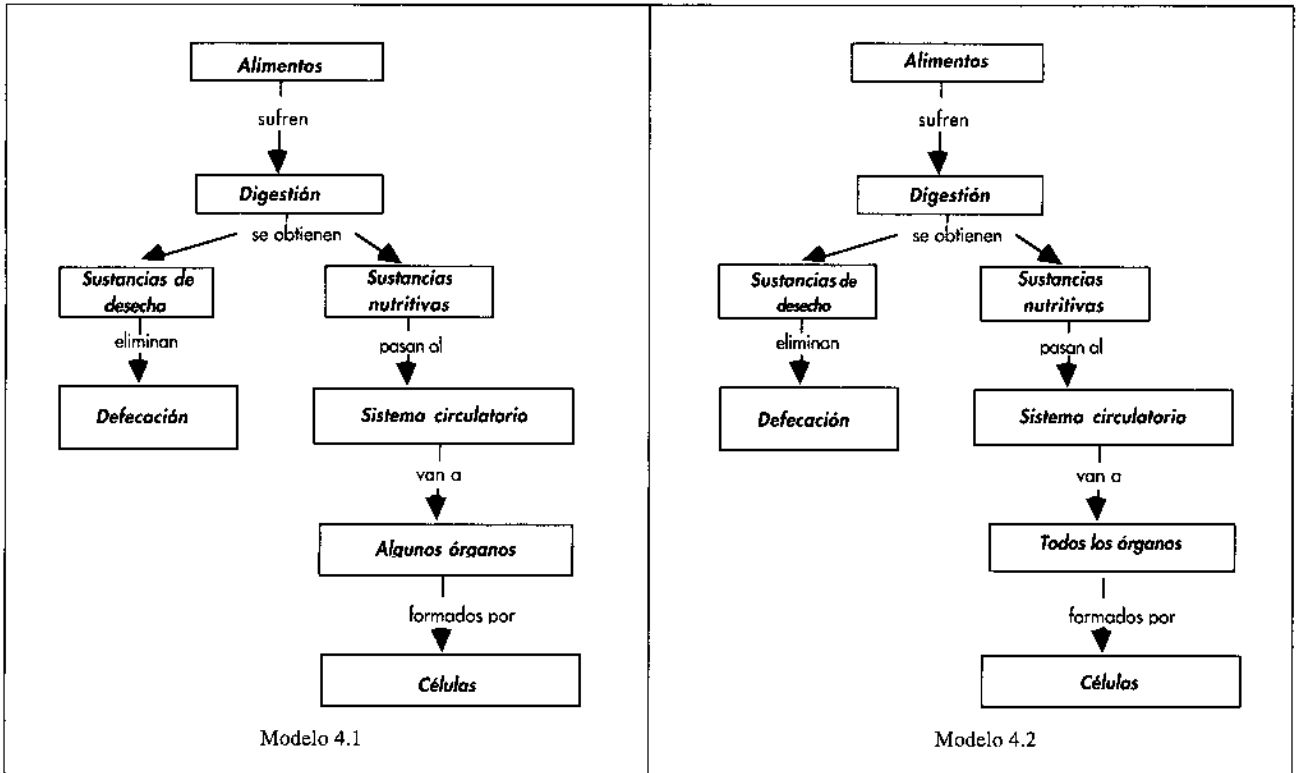 Alimentos
sufren
Digestión
se obtienen
Sustancias de
desecho
Sustancias
nutritivas
eliminan
pasan al
Defecación
Sistema circulatorio
van a
Algunos órganos
formados por
Células
Modelo 4.1
Alimentos
sufren
Digestión
se obtienen
Sustancias de
desecho
Sustancias
nutritivas
eliminan
pasan al
Defecación
Sistema circulatorio
van a
Todos los órganos
formados por
Células
Modelo 4.2